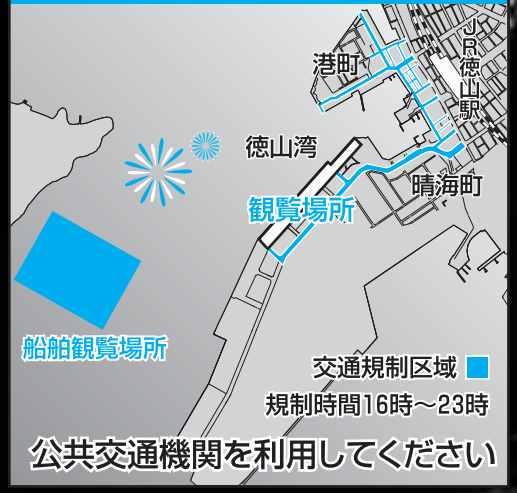 港町
JR徳山駅
徳山湾
晴海町
観覧場所
船舶観覧場所
交通規制区域
規制時間16時～23時
公共交通機関を利用してください